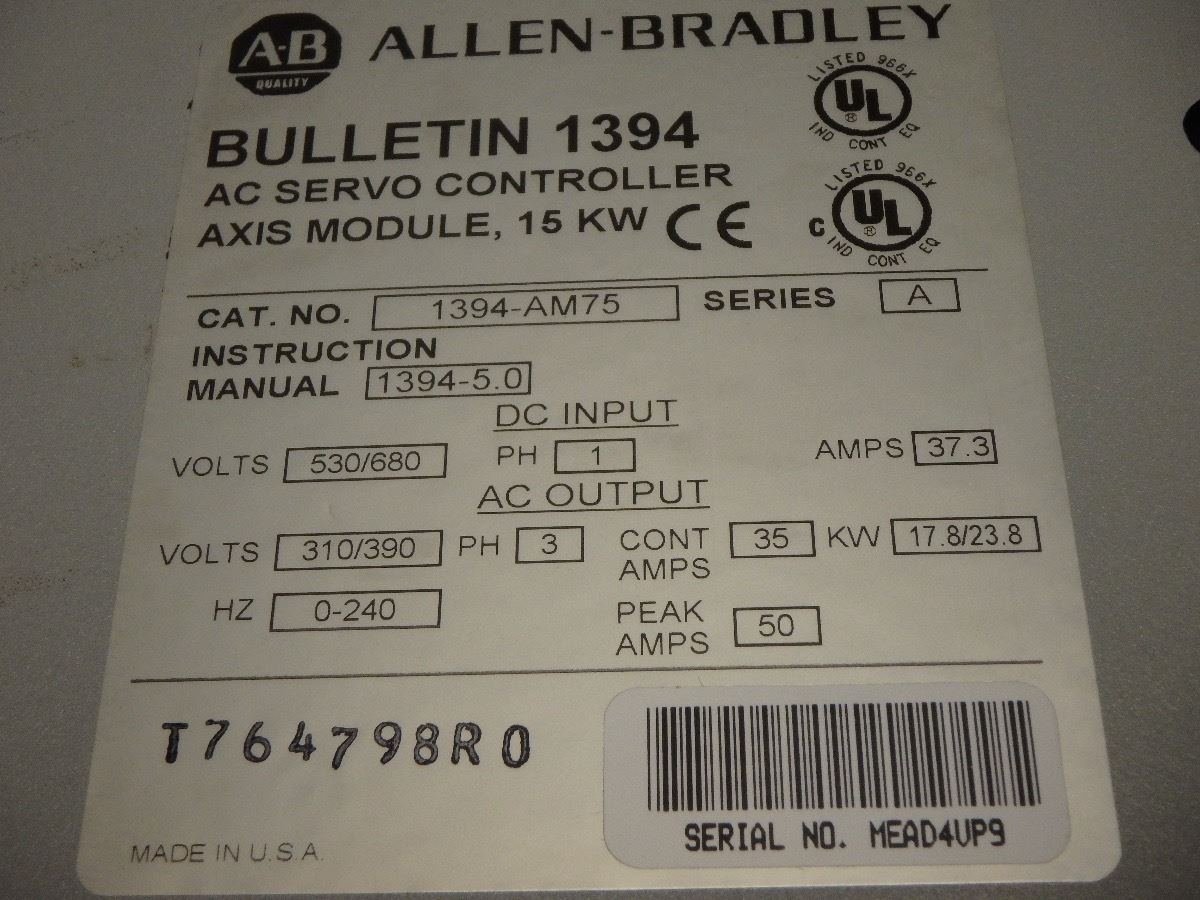 A-B
QUALITY
ALLEN-BRADLEY
LISTED 966X
UL
®
IND CONT EQ
BULLETIN 1394
AC SERVO CONTROLLER
AXIS MODULE, 15 KW CE
LISTED 966X
C UL
®
IND CONT EQ
CAT. NO. 1394-AM75 SERIES A
INSTRUCTION
MANUAL 1394-5.0
DC INPUT
VOLTS 530/680 PH 1 AMPS 37.3
AC OUTPUT
VOLTS 310/390 PH 3 CONT AMPS 35 KW 17.8/23.8
HZ 0-240 PEAK AMPS 50
T764798R0
SERIAL NO. MEAD4UP9
MADE IN U.S.A.